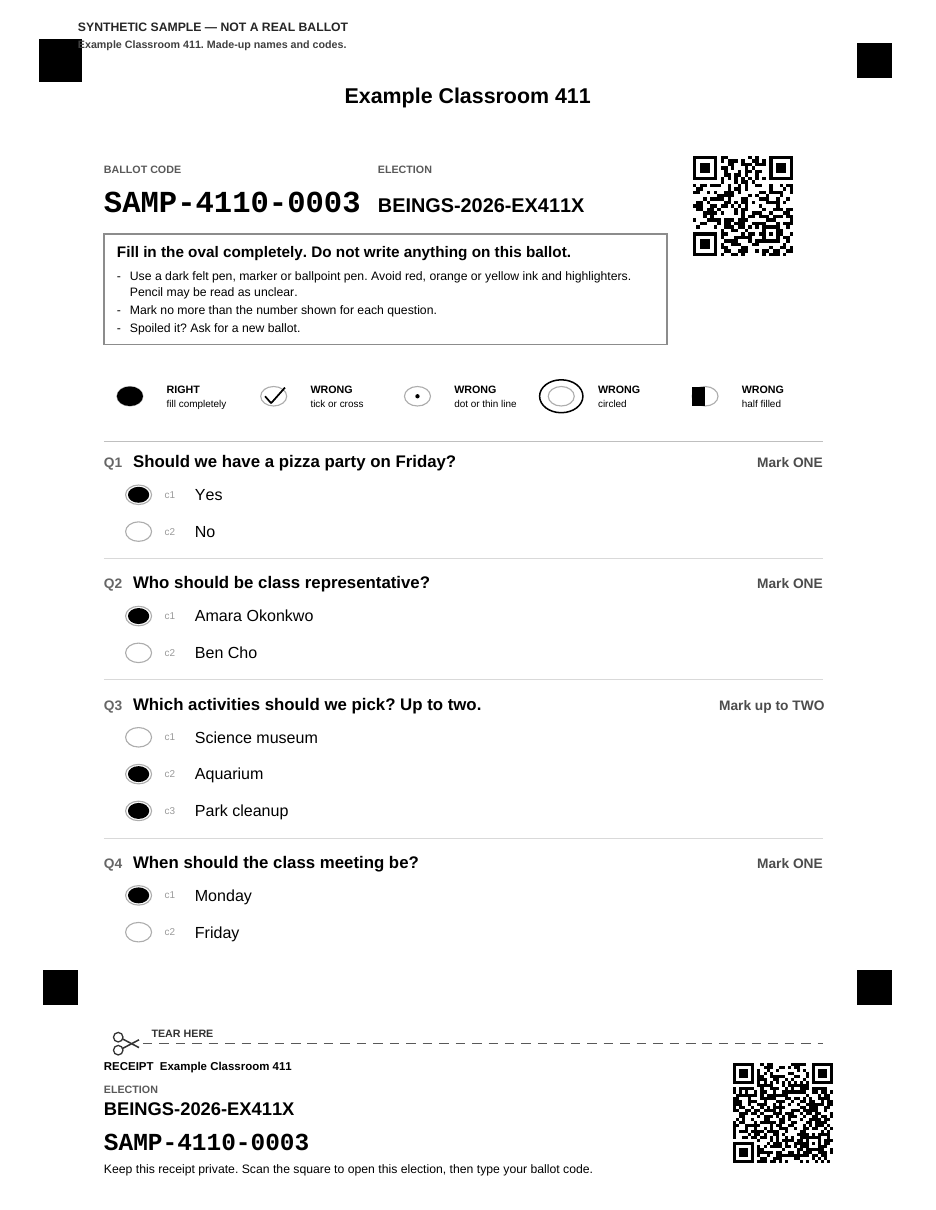 SYNTHETIC SAMPLE — NOT A REAL BALLOT
Example Classroom 411. Made-up names and codes.
Example Classroom 411
BALLOT CODE
ELECTION
SAMP-4110-0003
BEINGS-2026-EX411X
Fill in the oval completely. Do not write anything on this ballot.
- Use a dark felt pen, marker or ballpoint pen. Avoid red, orange or yellow ink and highlighters.
Pencil may be read as unclear.
- Mark no more than the number shown for each question.
- Spoiled it? Ask for a new ballot.
RIGHT
fill completely
WRONG
tick or cross
WRONG
dot or thin line
WRONG
circled
WRONG
half filled
Q1 Should we have a pizza party on Friday? Mark ONE
c1 Yes
c2 No
Q2 Who should be class representative? Mark ONE
c1 Amara Okonkwo
c2 Ben Cho
Q3 Which activities should we pick? Up to two. Mark up to TWO
c1 Science museum
c2 Aquarium
c3 Park cleanup
Q4 When should the class meeting be? Mark ONE
c1 Monday
c2 Friday
TEAR HERE
RECEIPT Example Classroom 411
ELECTION
BEINGS-2026-EX411X
SAMP-4110-0003
Keep this receipt private. Scan the square to open this election, then type your ballot code.